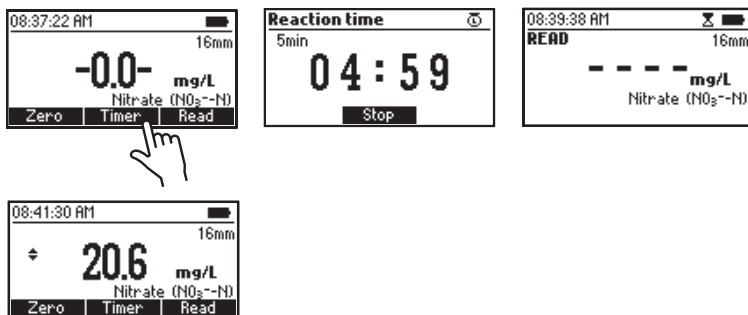 08:37:22 AM
16mm
-0.0- mg/L
Nitrate (NO₃⁻-N)
Zero Timer Read
Reaction time
5min
04:59
Stop
08:39:38 AM
READ 16mm
---- mg/L
Nitrate (NO₃⁻-N)
08:41:30 AM
16mm
20.6 mg/L
Nitrate (NO₃⁻-N)
Zero Timer Read